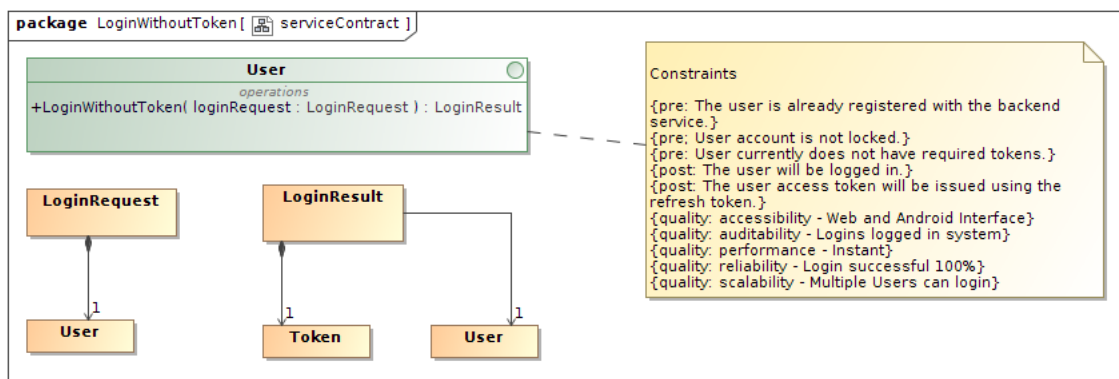 package LoginWithoutToken[ serviceContract ]
User
operations
+LoginWithoutToken( loginRequest : LoginRequest ) : LoginResult
Constraints
{pre: The user is already registered with the backend
service.}
{pre; User account is not locked.}
{pre: User currently does not have required tokens.}
{post: The user will be logged in.}
{post: The user access token will be issued using the
refresh token.}
{quality: accessibility - Web and Android Interface}
{quality: auditability - Logins logged in system}
{quality: performance - Instant}
{quality: reliability - Login successful 100%}
{quality: scalability - Multiple Users can login}
LoginRequest
LoginResult
1
1
1
User
Token
User